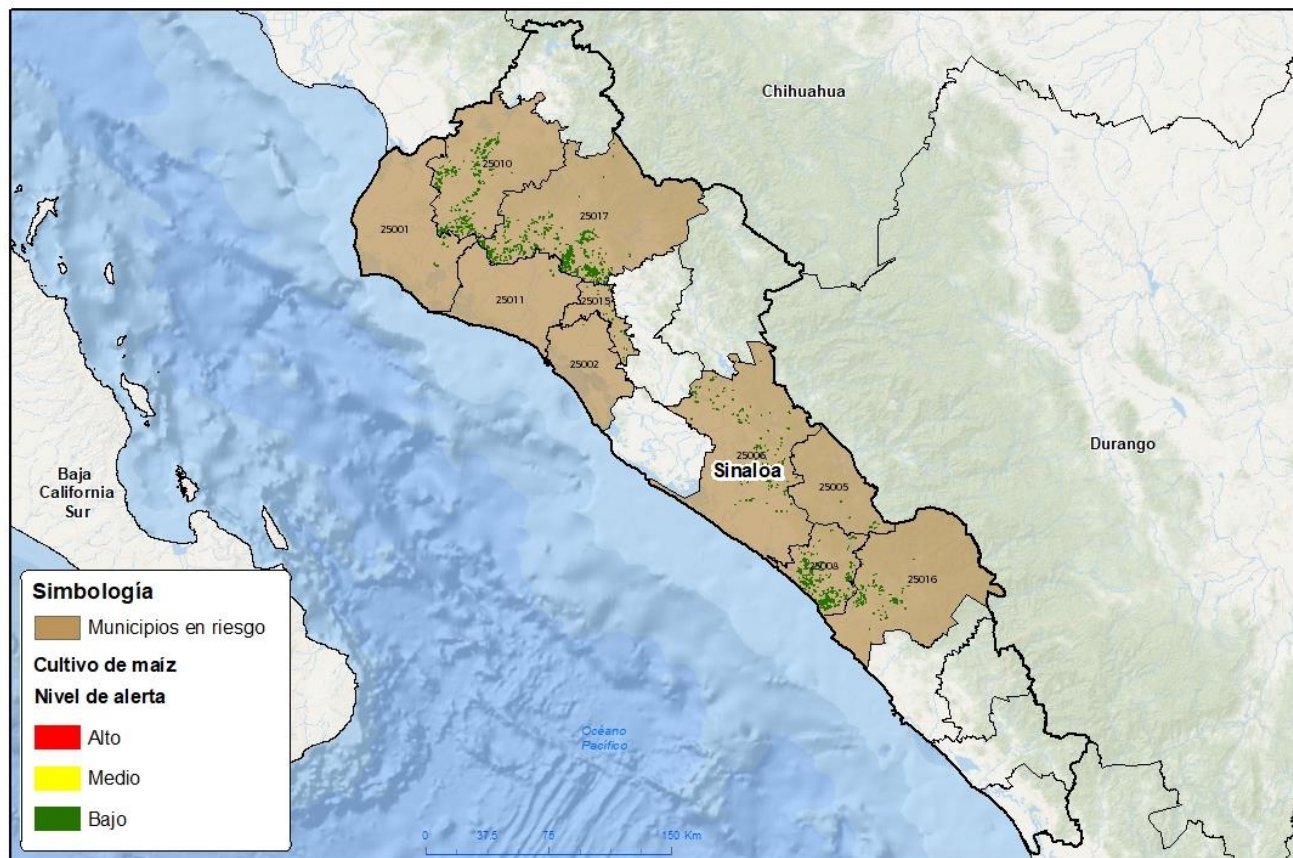 Chihuahua
25010
25017
25001
25011
25015
25002
25006
Sinaloa
Durango
25005
25008
25016
Baja
California
Sur
Simbología
Municipios en riesgo
Cultivo de maíz
Nivel de alerta
Alto
Medio
Bajo
Océano
Pacífico
0 37.5 75 150 Km